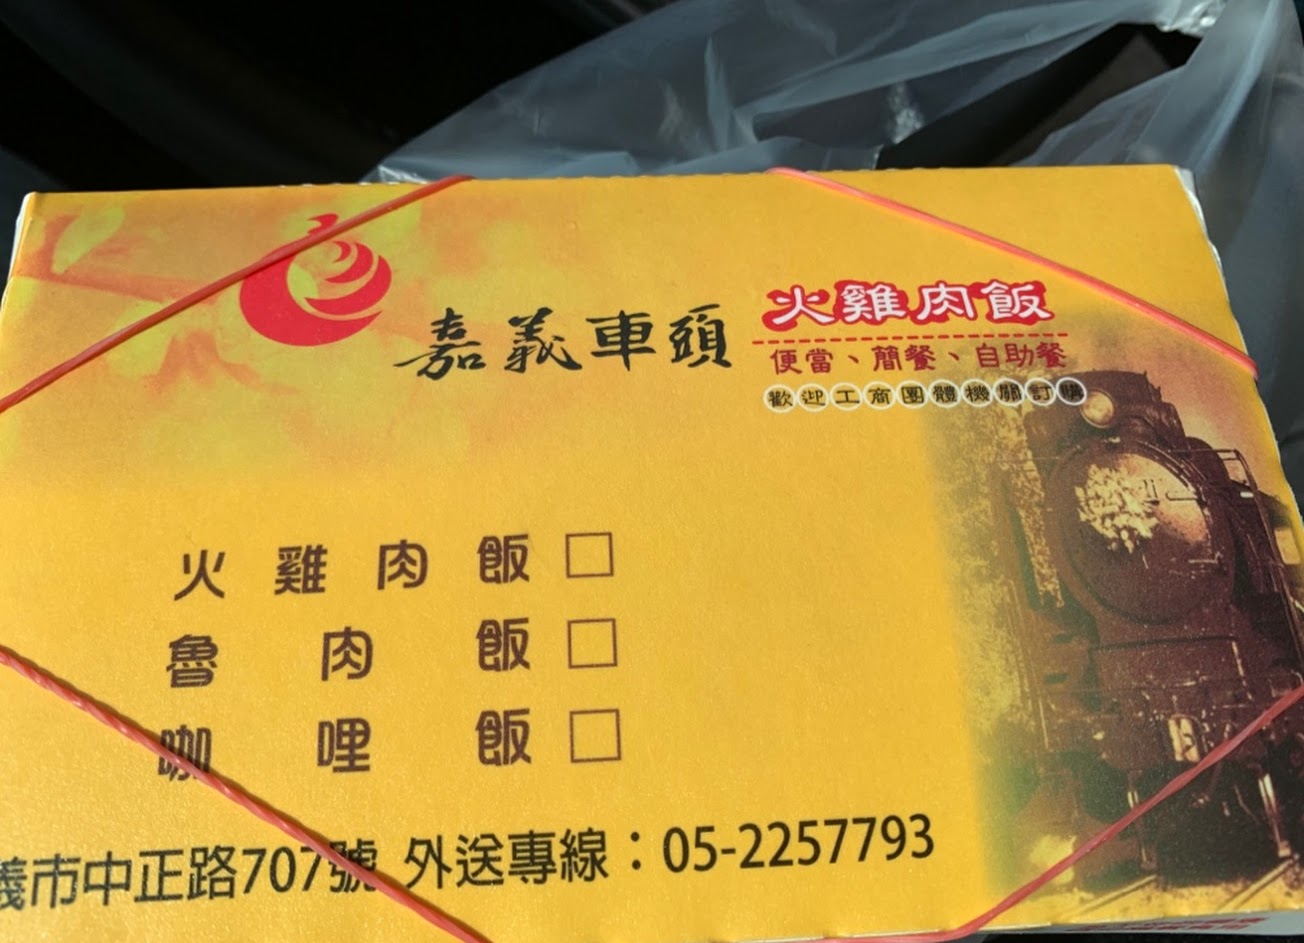 嘉義車頭
火雞肉飯
便當、簡餐、自助餐
歡迎工商團體機關訂購
火雞肉飯□
魯肉飯□
咖哩飯□
義市中正路707號 外送專線：05-2257793